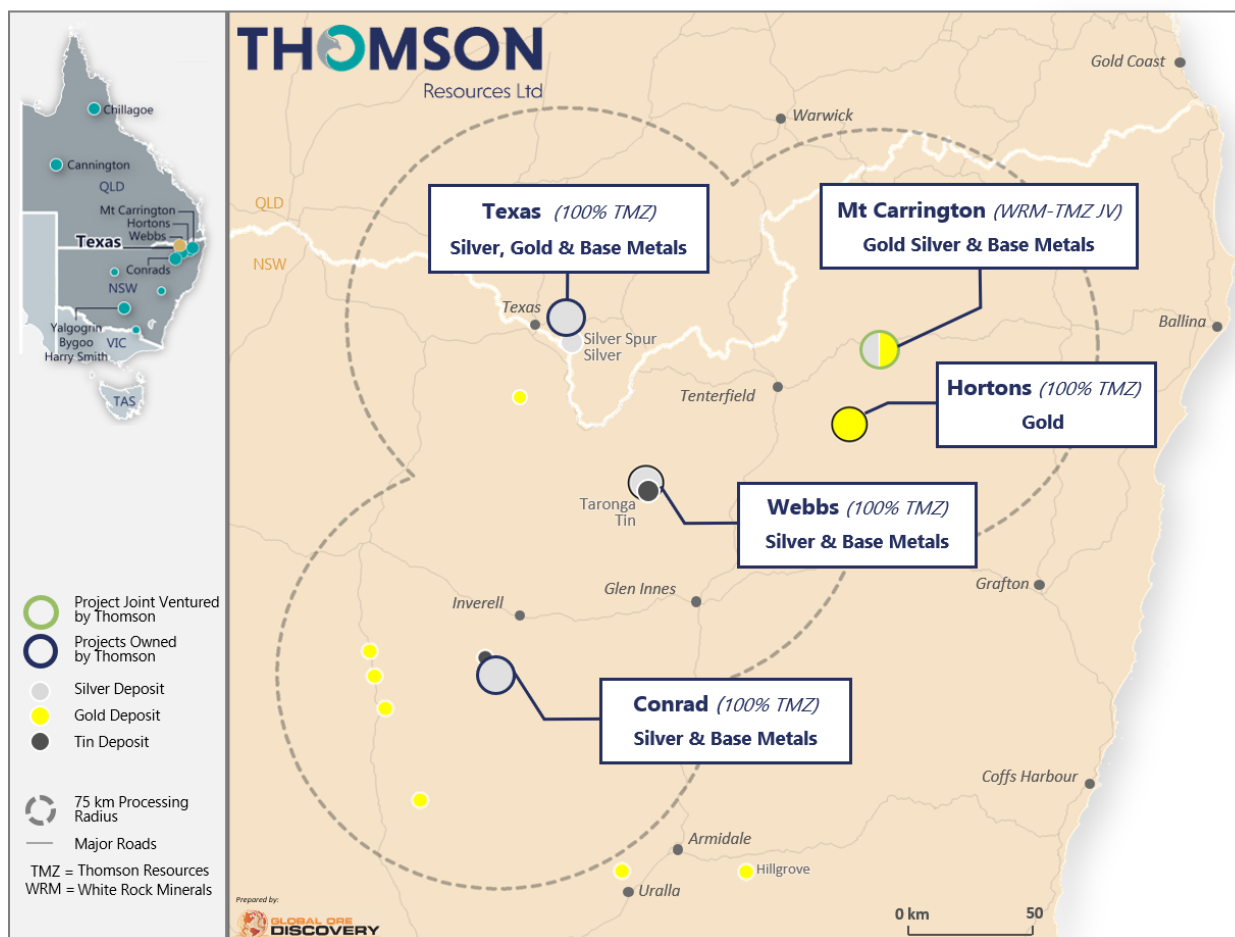 THOMSON
Resources Ltd
Chillagoe
Cannington
QLD
Mt Carrington
Hortons
Webbs
Texas
Conrads
NSW
Yalgogrin
Bygoo
Harry Smith
VIC
TAS
Project Joint Ventured
by Thomson
Projects Owned
by Thomson
Silver Deposit
Gold Deposit
Tin Deposit
75 km Processing
Radius
Major Roads
TMZ = Thomson Resources
WRM = White Rock Minerals
Gold Coast
Warwick
QLD
NSW
Texas (100% TMZ)
Silver, Gold & Base Metals
Mt Carrington (WRM-TMZ JV)
Gold Silver & Base Metals
Texas
Silver Spur
Silver
Ballina
Tenterfield
Hortons (100% TMZ)
Gold
Taronga
Tin
Webbs (100% TMZ)
Silver & Base Metals
Glen Innes
Grafton
Inverell
Conrad (100% TMZ)
Silver & Base Metals
Coffs Harbour
Armidale
Hillgrove
Uralla
Prepared by:
GLOBAL ORE
DISCOVERY
0 km 50